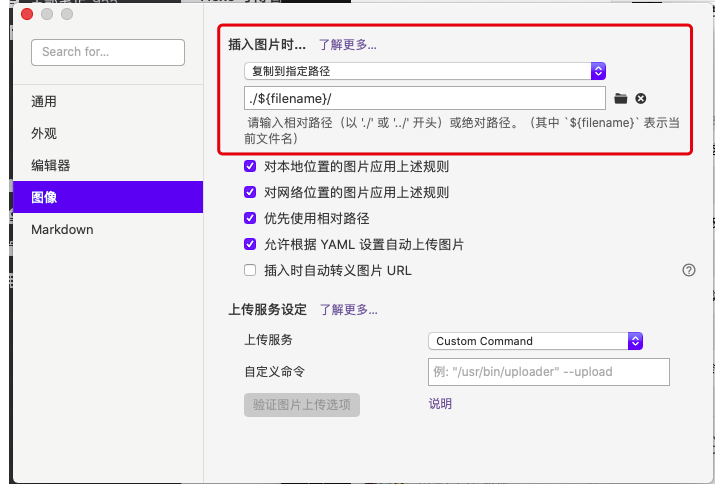 Search for...
通用
外观
编辑器
图像
Markdown
插入图片时... 了解更多...
复制到指定路径
./${filename}/
请输入相对路径（以 './' 或 '../' 开头）或绝对路径。（其中 `${filename}` 表示当
前文件名）
对本地位置的图片应用上述规则
对网络位置的图片应用上述规则
优先使用相对路径
允许根据 YAML 设置自动上传图片
插入时自动转义图片 URL
上传服务设定 了解更多...
上传服务 Custom Command
自定义命令 例: "/usr/bin/uploader" --upload
验证图片上传选项 说明